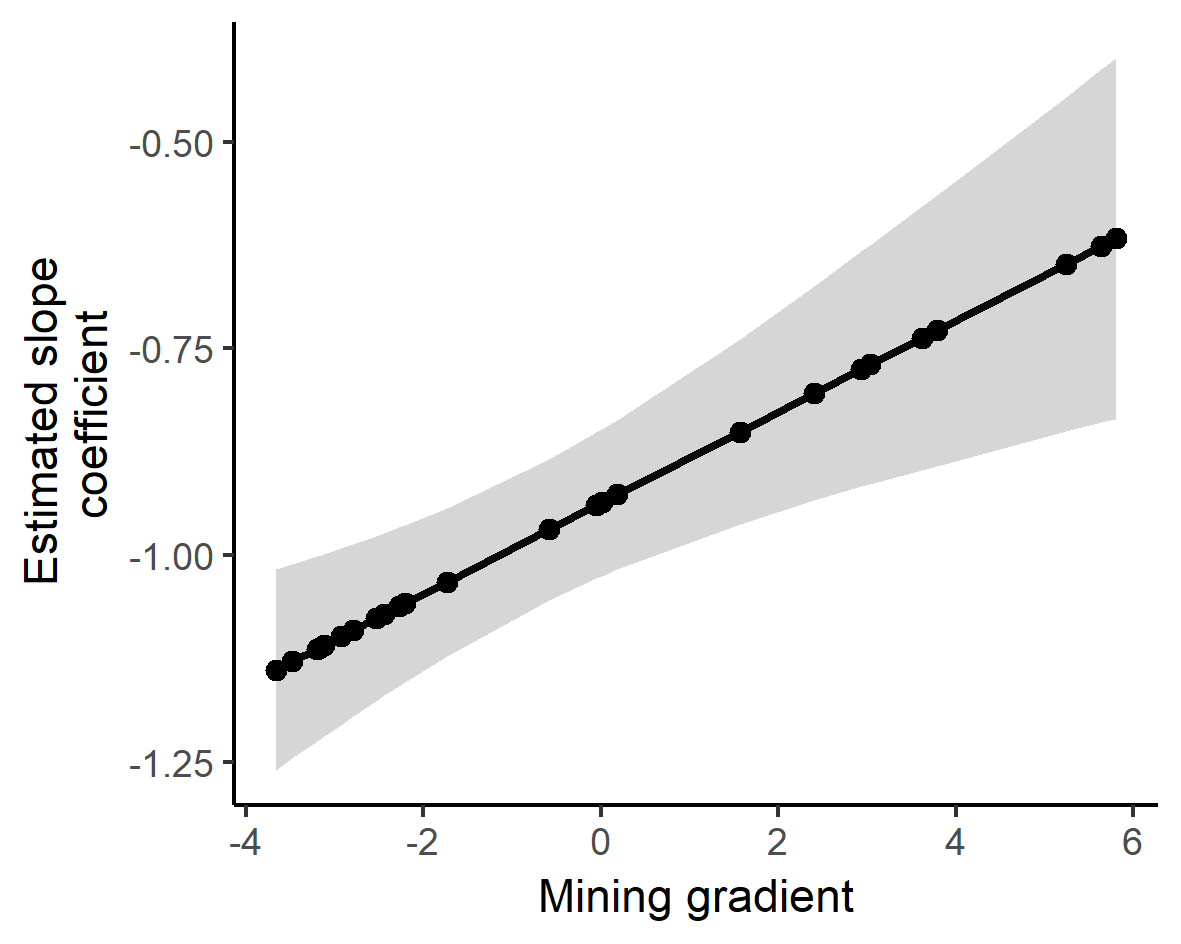 Estimated slope
coefficient
-0.50
-0.75
-1.00
-1.25
-4 -2 0 2 4 6
Mining gradient